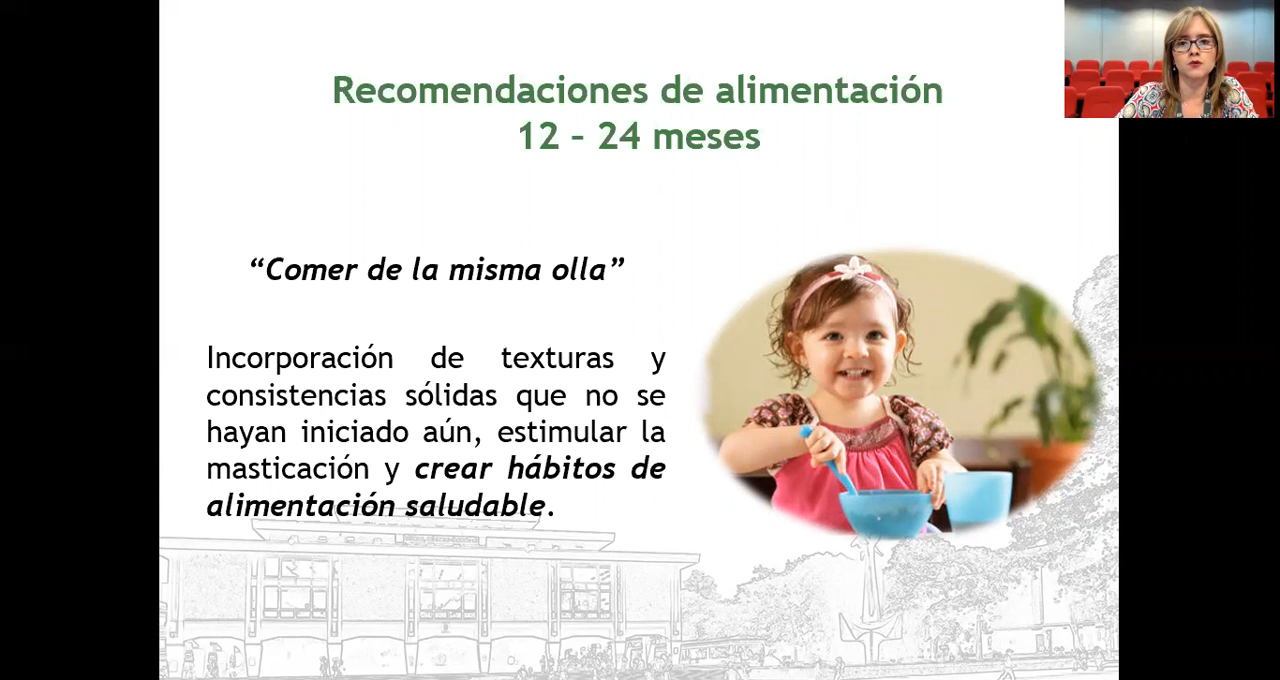 Recomendaciones de alimentación
12 – 24 meses
“Comer de la misma olla”
Incorporación de texturas y
consistencias sólidas que no se
hayan iniciado aún, estimular la
masticación y crear hábitos de
alimentación saludable.